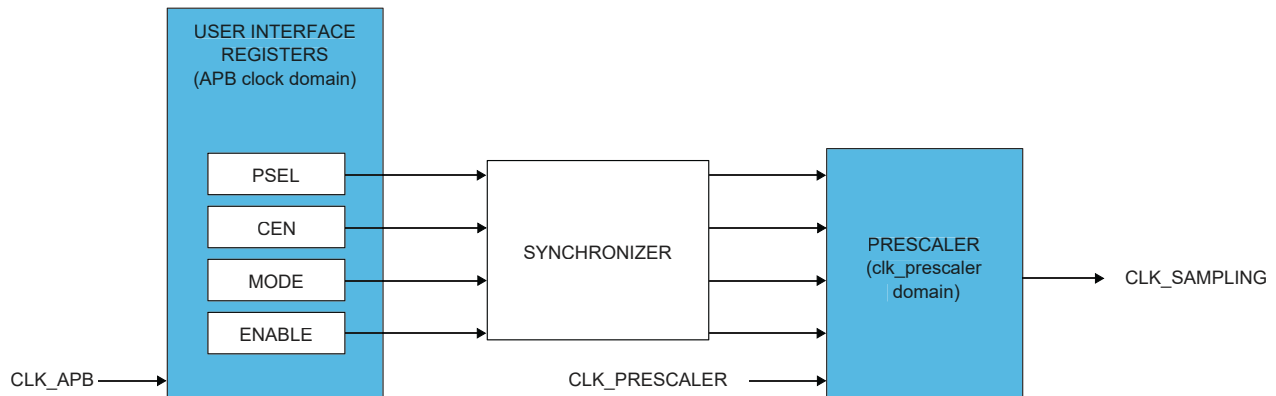 USER INTERFACE
REGISTERS
(APB clock domain)
PSEL
CEN
MODE
ENABLE
CLK_APB
SYNCHRONIZER
PRESCALER
(clk_prescaler
domain)
CLK_PRESCALER
CLK_SAMPLING